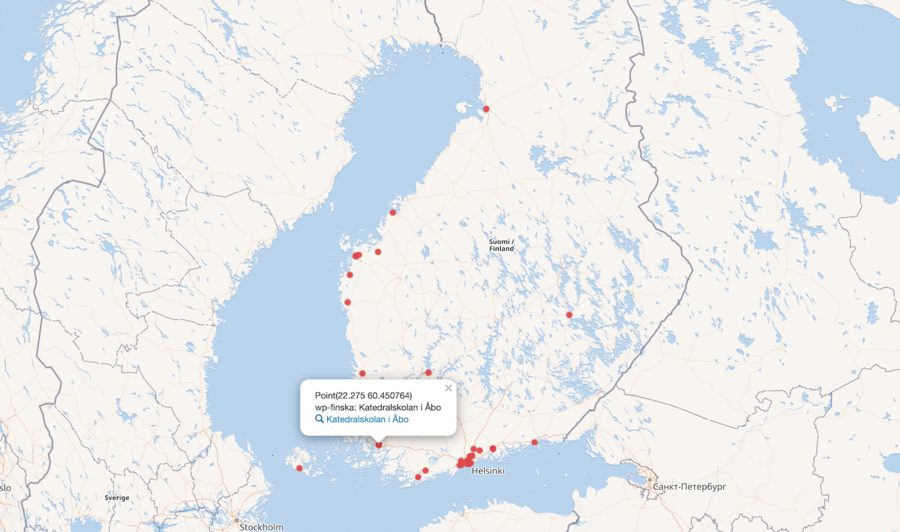 Suomi /
Finland
Point(22.275 60.450764)
×
wp-finska: Katedralskolan i Åbo
Katedralskolan i Åbo
Helsinki
slo
Sverige
Санкт-Петербург
Stockholm